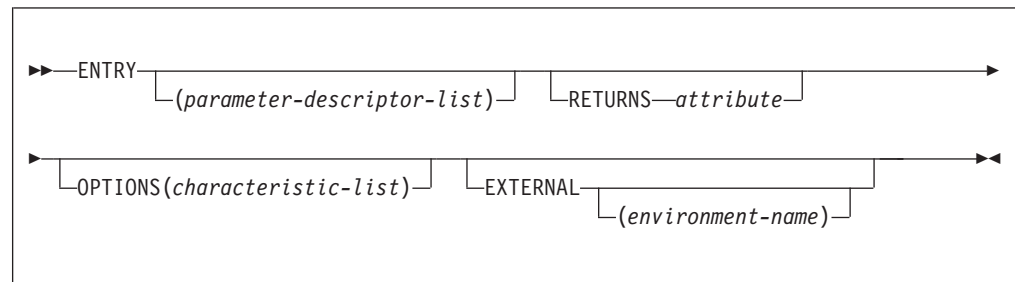 ENTRY
(parameter-descriptor-list)
RETURNS attribute
OPTIONS(characteristic-list)
EXTERNAL
(environment-name)